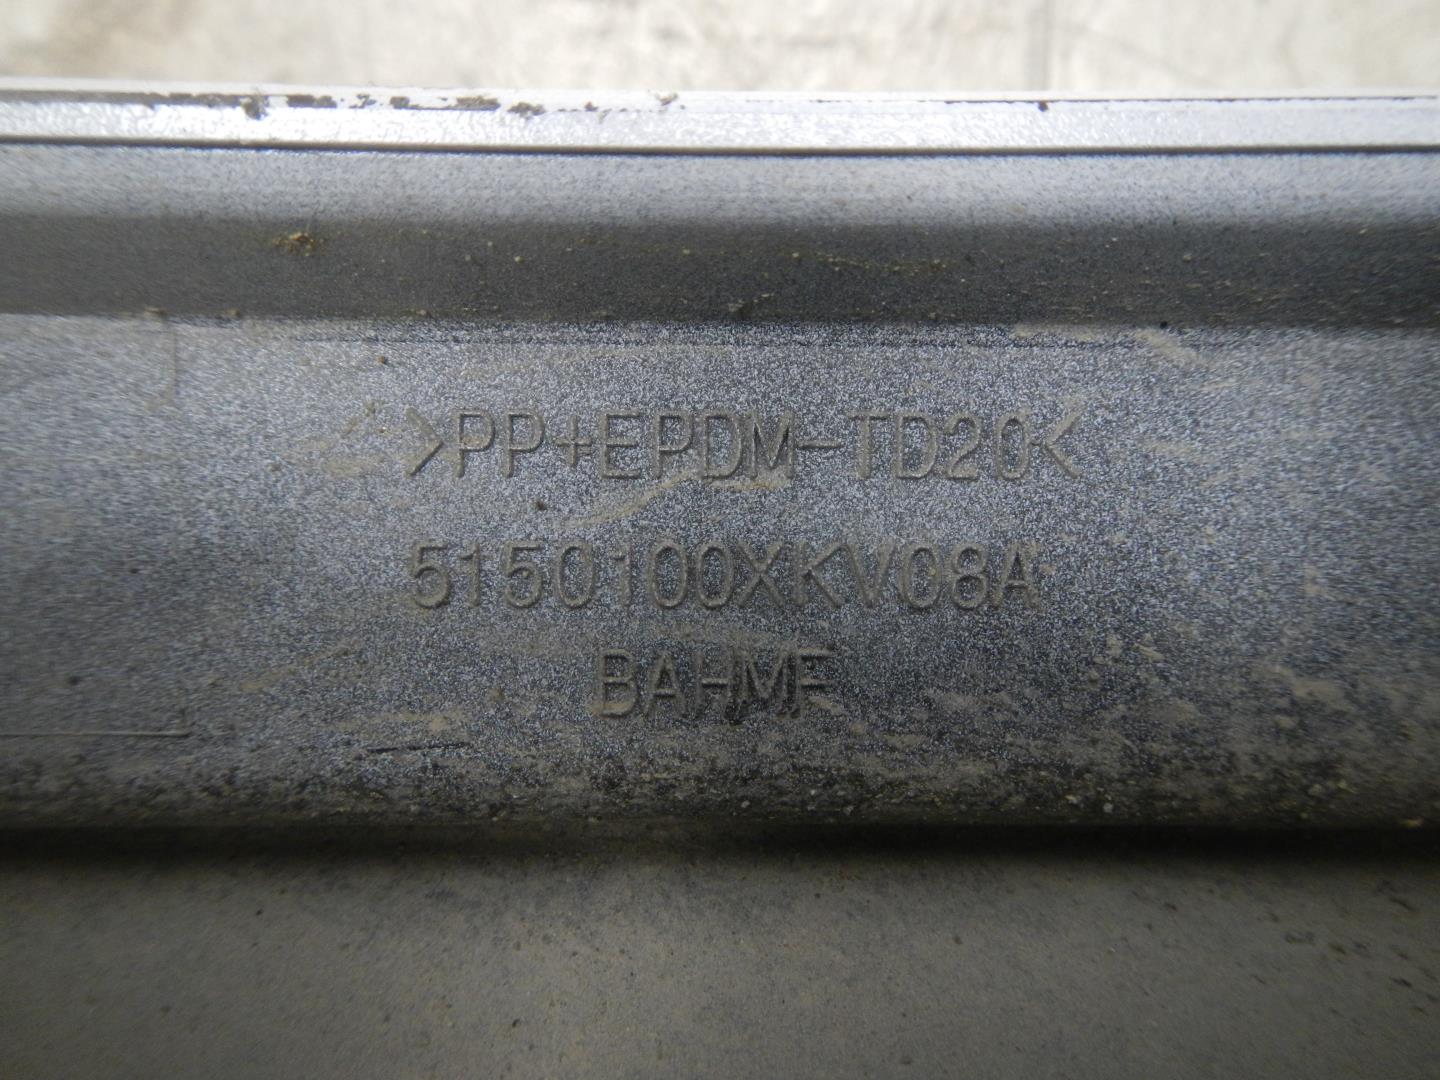 >PP+EPDM-TD20<
5150100XKV08A
BAHMF